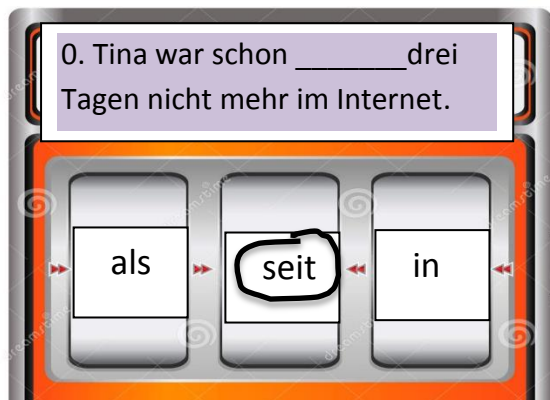 0. Tina war schon _______drei
Tagen nicht mehr im Internet.
als
seit
in